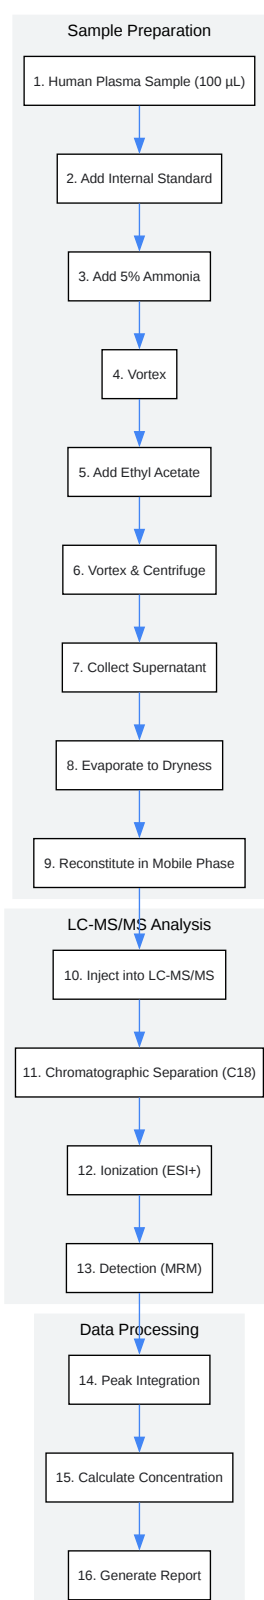 Sample Preparation
1. Human Plasma Sample (100 µL)
2. Add Internal Standard
3. Add 5% Ammonia
4. Vortex
5. Add Ethyl Acetate
6. Vortex & Centrifuge
7. Collect Supernatant
8. Evaporate to Dryness
9. Reconstitute in Mobile Phase
LC-MS/MS Analysis
10. Inject into LC-MS/MS
11. Chromatographic Separation (C18)
12. Ionization (ESI+)
13. Detection (MRM)
Data Processing
14. Peak Integration
15. Calculate Concentration
16. Generate Report